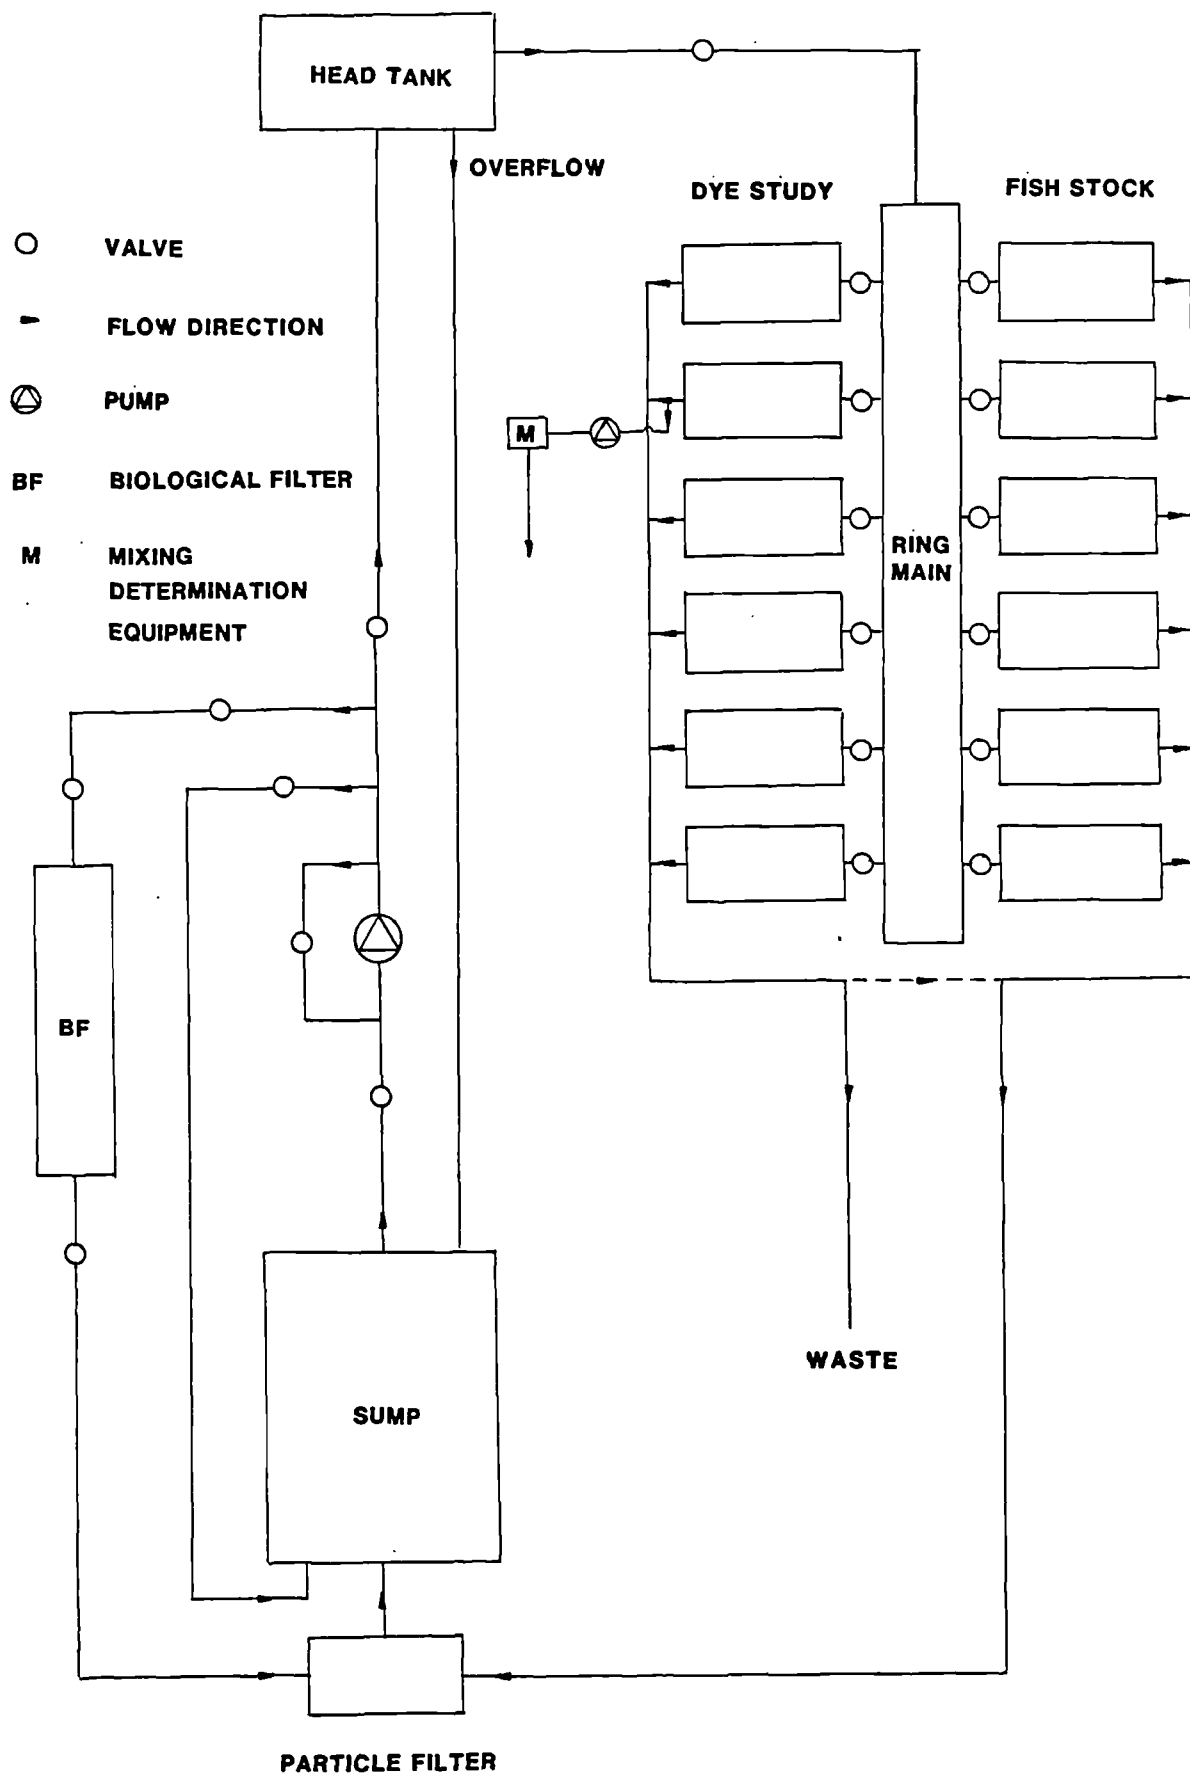 HEAD TANK
OVERFLOW
DYE STUDY
FISH STOCK
VALVE
FLOW DIRECTION
PUMP
BF BIOLOGICAL FILTER
M MIXING
DETERMINATION
EQUIPMENT
M
RING
MAIN
BF
SUMP
WASTE
PARTICLE FILTER